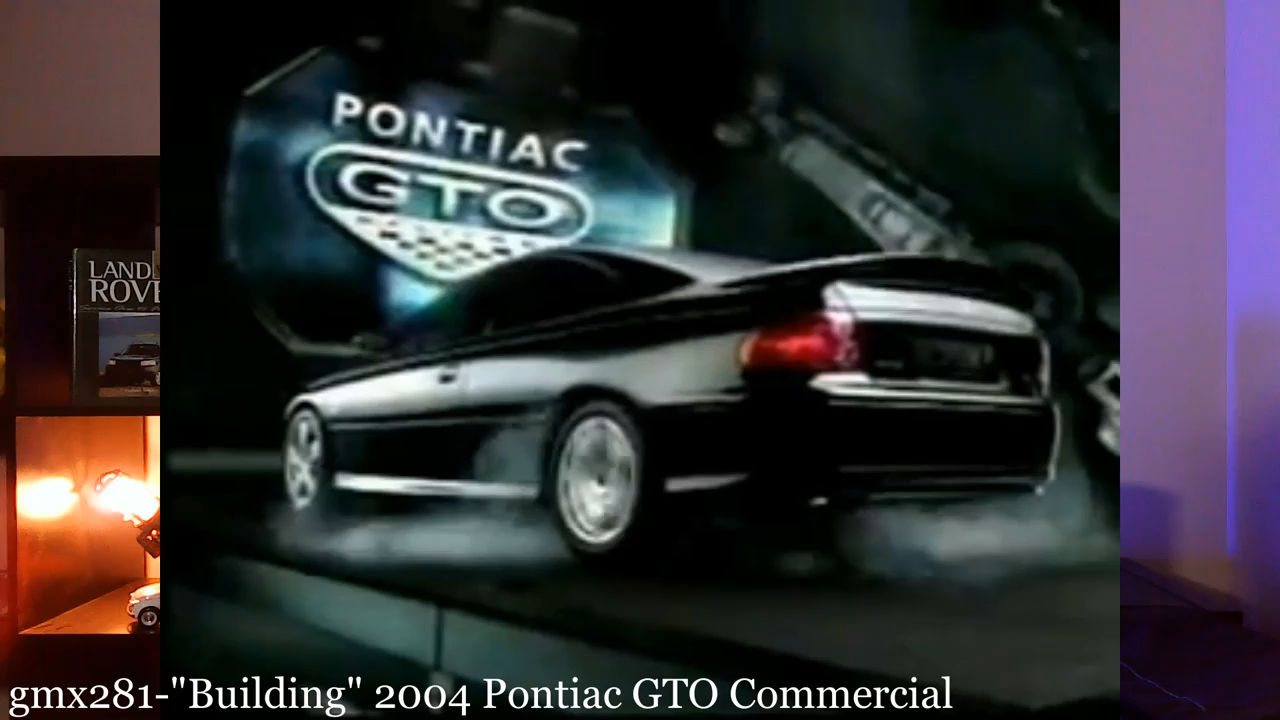 PONTIAC
GTO
LAND
ROVE
gmx281-"Building" 2004 Pontiac GTO Commercial